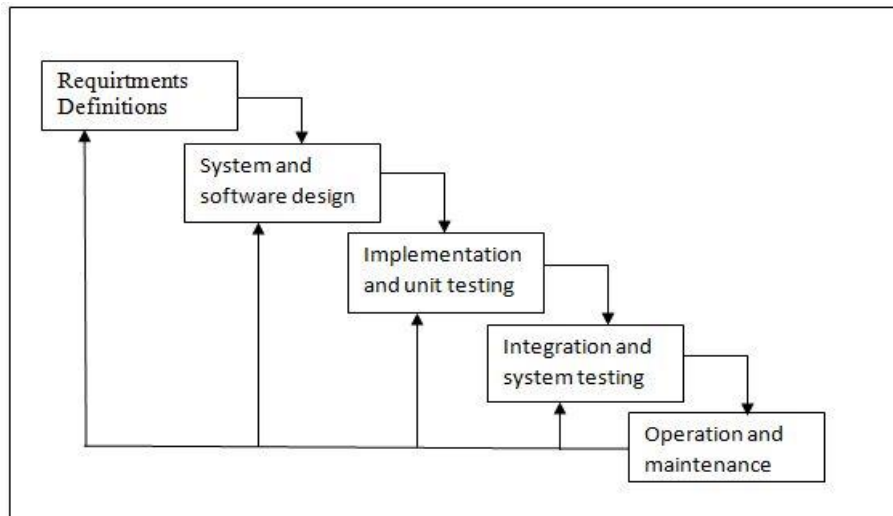 Requirtments
Definitions
System and
software design
Implementation
and unit testing
Integration and
system testing
Operation and
maintenance